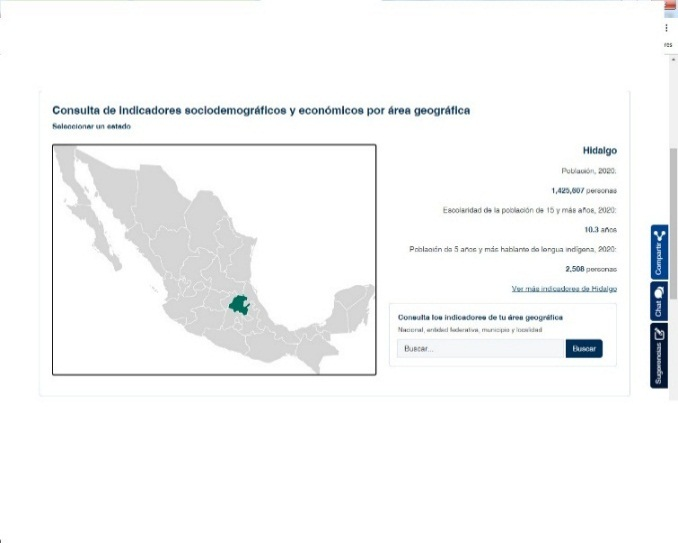 res
Consulta de indicadores sociodemográficos y económicos por área geográfica
Seleccionar un estado
Hidalgo
Población, 2020:
1,425,607 personas
Escolaridad de la población de 15 y más años, 2020:
10.3 años
Población de 5 años y más hablante de lengua indígena, 2020:
2,508 personas
Ver más indicadores de Hidalgo
Consulta los indicadores de tu área geográfica
Nacional, entidad federativa, municipio y localidad
Buscar...
Buscar
Compartir
Chat
Sugerencias